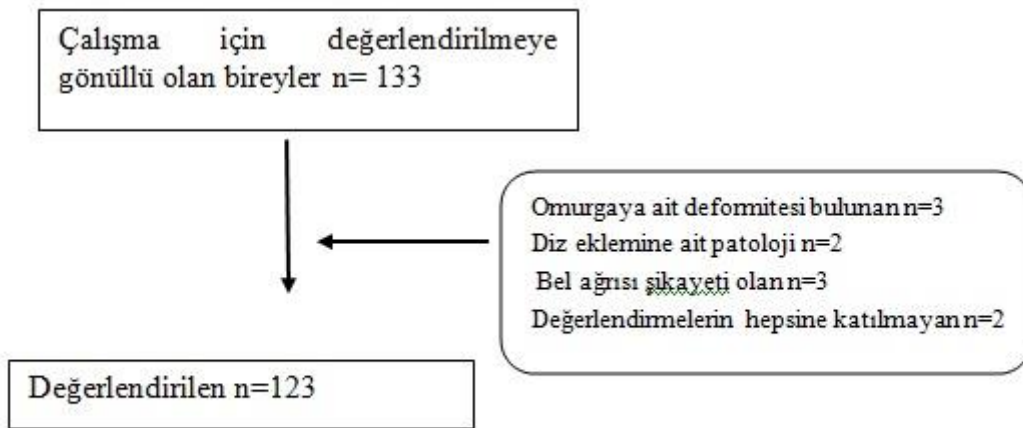 Çalışma için değerlendirilmeye
gönüllü olan bireyler n= 133
Omurgaya ait deformitesi bulunan n=3
Diz eklemine ait patoloji n=2
Bel ağrısı şikayeti olan n=3
Değerlendirmelerin hepsine katılmayan n=2
Değerlendirilen n=123